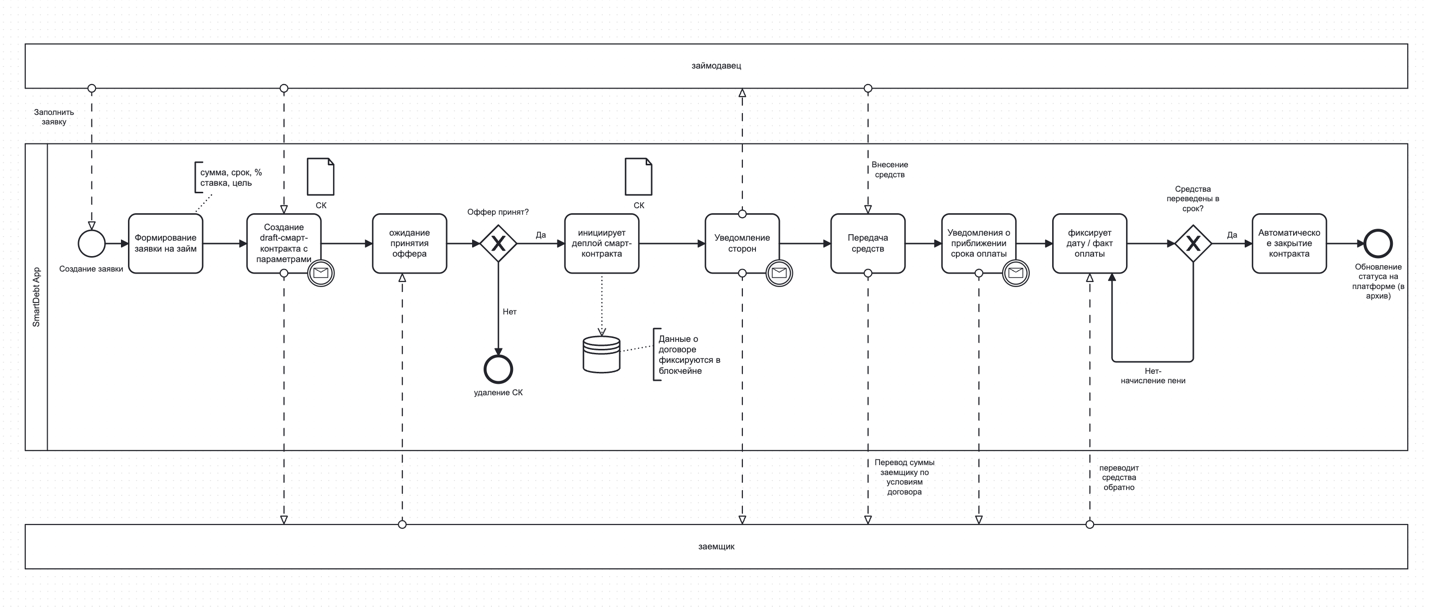 займодавец
Заполнить
заявку
SmartDebt App
Создание заявки
сумма, срок, %
ставка, цель
Формирование
заявки на займ
СК
Создание
draft-смарт-
контракта с
параметрами
ожидание
принятия
оффера
Оффер принят?
Да
Нет
удаление СК
СК
инициирует
деплой смарт-
контракта
Данные о
договоре
фиксируются в
блокчейне
Уведомление
сторон
Внесение
средств
Передача
средств
Перевод суммы
заемщику по
условиям
договора
Уведомления о
приближении
срока оплаты
фиксирует
дату / факт
оплаты
переводит
средства
обратно
Средства
переведены в
срок?
Да
Нет-
начисление пени
Автоматическо
е закрытие
контракта
Обновление
статуса на
платформе (в
архив)
заемщик